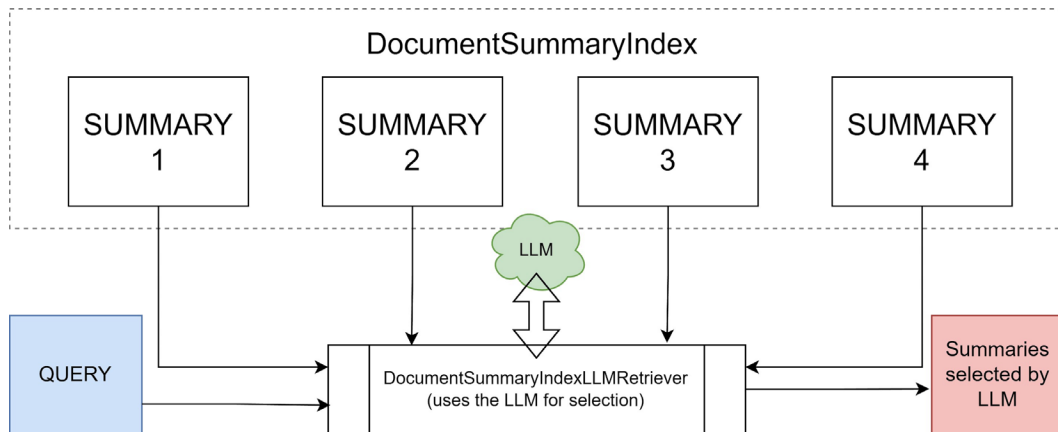 DocumentSummaryIndex
SUMMARY
1
SUMMARY
2
SUMMARY
3
SUMMARY
4
LLM
QUERY
DocumentSummaryIndexLLMRetriever
(uses the LLM for selection)
Summaries
selected by
LLM